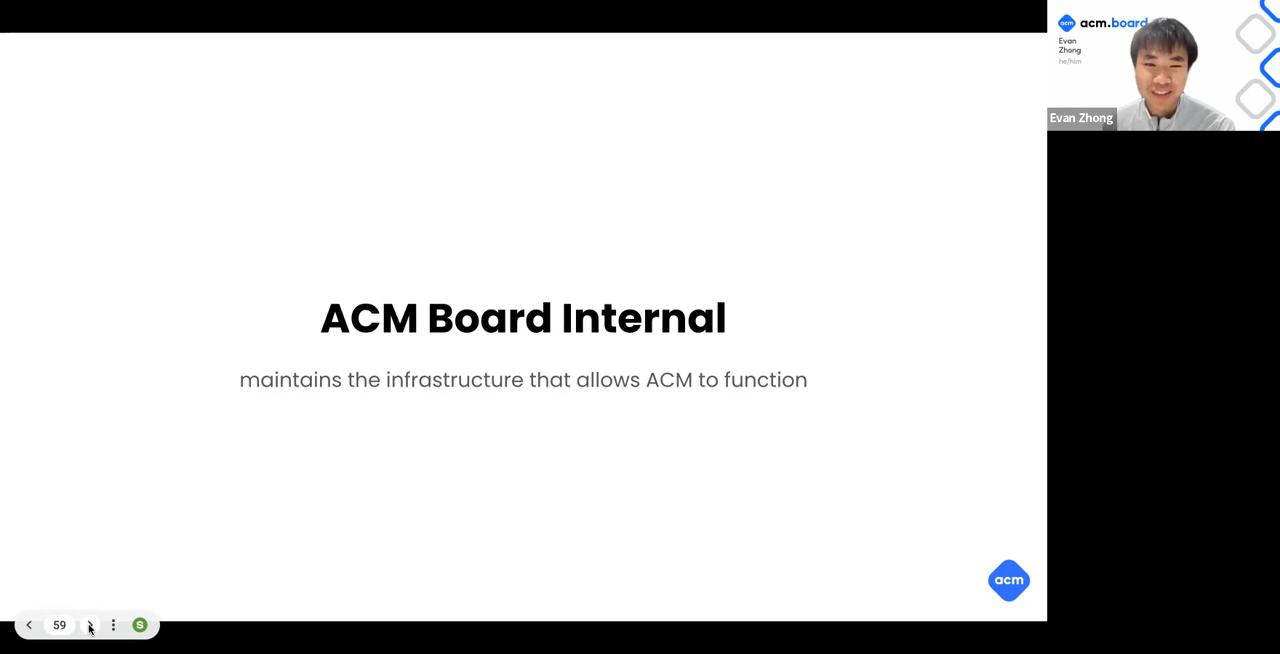 acm acm.board
Evan
Zhong
he/him
Evan Zhong
ACM Board Internal
maintains the infrastructure that allows ACM to function
acm
59
S